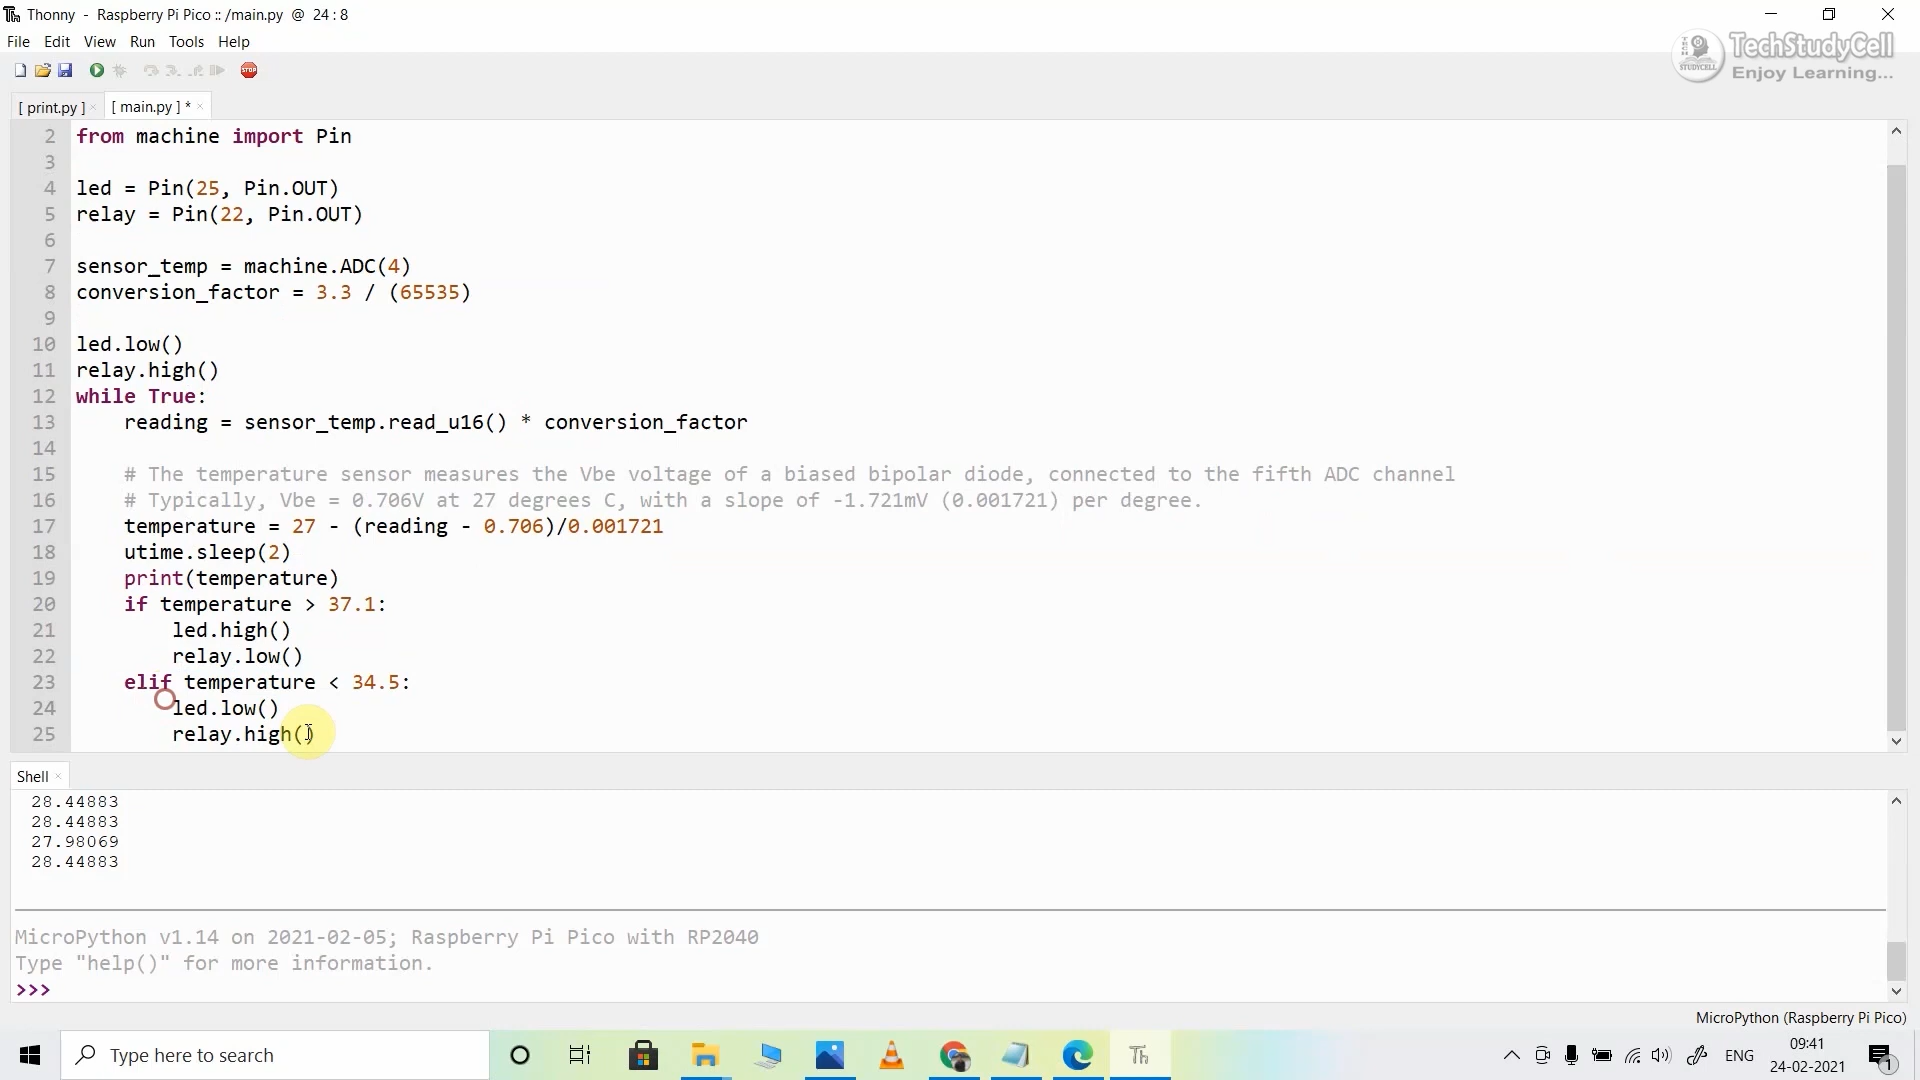 Thonny - Raspberry Pi Pico :: /main.py @ 24 : 8
File Edit View Run Tools Help
TechStudyCell
Enjoy Learning...
TECH
STUDYCELL
STOP
[ print.py ] ×
[ main.py ] * ×
2 from machine import Pin
3
4 led = Pin(25, Pin.OUT)
5 relay = Pin(22, Pin.OUT)
6
7 sensor_temp = machine.ADC(4)
8 conversion_factor = 3.3 / (65535)
9
10 led.low()
11 relay.high()
12 while True:
13 reading = sensor_temp.read_u16() * conversion_factor
14
15 # The temperature sensor measures the Vbe voltage of a biased bipolar diode, connected to the fifth ADC channel
16 # Typically, Vbe = 0.706V at 27 degrees C, with a slope of -1.721mV (0.001721) per degree.
17 temperature = 27 - (reading - 0.706)/0.001721
18 utime.sleep(2)
19 print(temperature)
20 if temperature > 37.1:
21 led.high()
22 relay.low()
23 elif temperature < 34.5:
24 led.low()
25 relay.high()
Shell ×
28.44883
28.44883
27.98069
28.44883
MicroPython v1.14 on 2021-02-05; Raspberry Pi Pico with RP2040
Type "help()" for more information.
>>>
MicroPython (Raspberry Pi Pico)
Type here to search
Th
ENG
09:41
24-02-2021
1